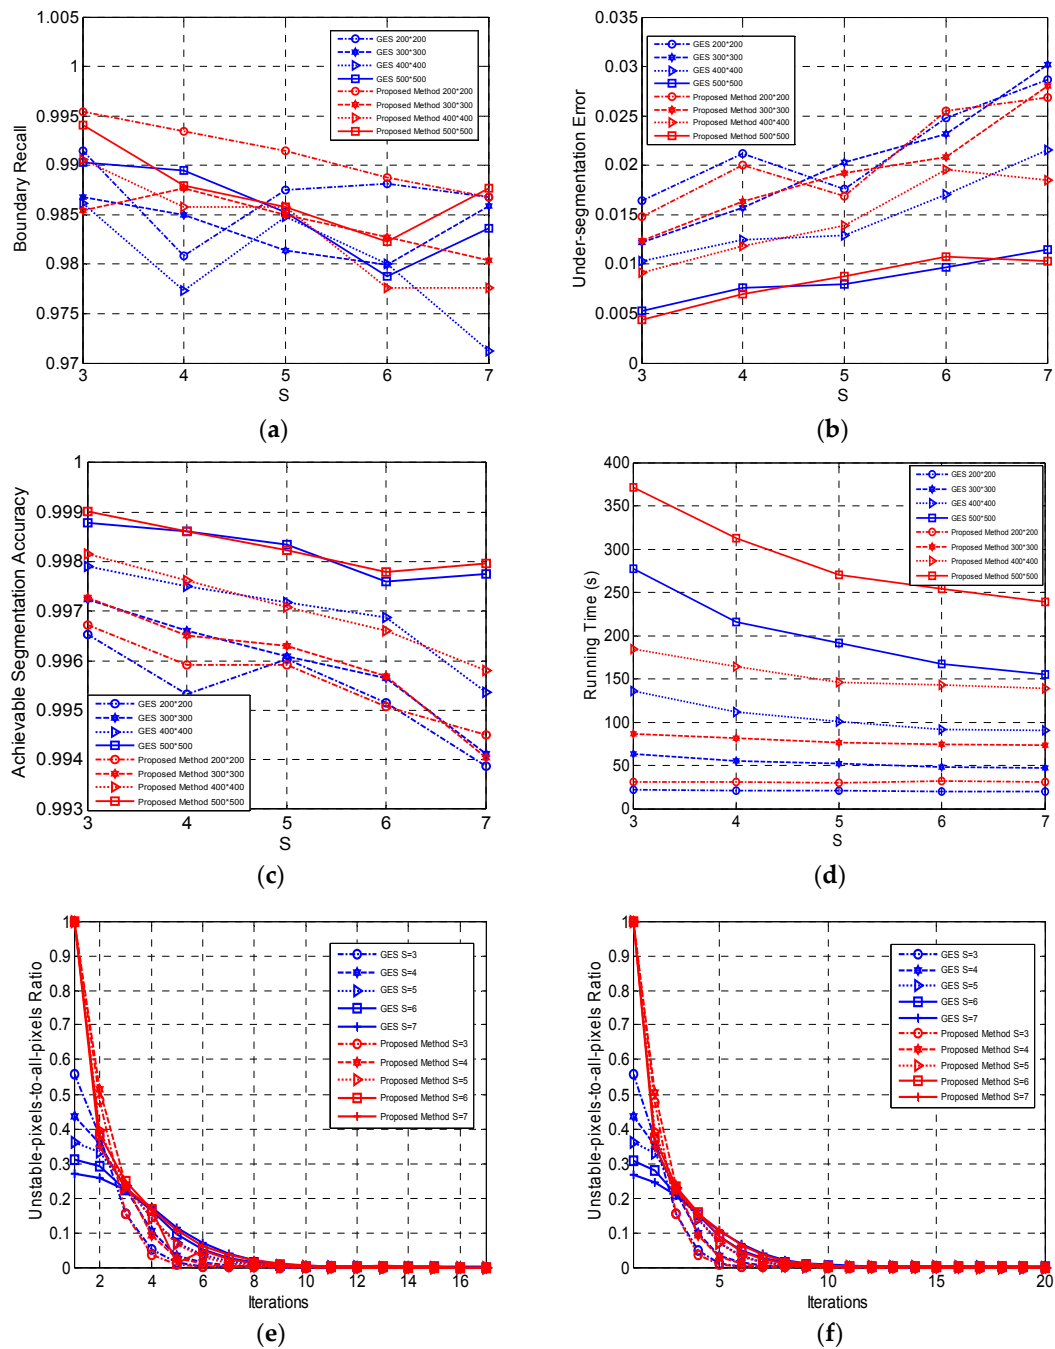 1.005
1
0.995
0.99
0.985
0.98
0.975
0.97
3
4
5
6
7
S
Boundary Recall
GES 200*200
GES 300*300
GES 400*400
GES 500*500
Proposed Method 200*200
Proposed Method 300*300
Proposed Method 400*400
Proposed Method 500*500
(a)
0.035
0.03
0.025
0.02
0.015
0.01
0.005
0
3
4
5
6
7
S
Under-segmentation Error
GES 200*200
GES 300*300
GES 400*400
GES 500*500
Proposed Method 200*200
Proposed Method 300*300
Proposed Method 400*400
Proposed Method 500*500
(b)
1
0.999
0.998
0.997
0.996
0.995
0.994
0.993
3
4
5
6
7
S
Achievable Segmentation Accuracy
GES 200*200
GES 300*300
GES 400*400
GES 500*500
Proposed Method 200*200
Proposed Method 300*300
Proposed Method 400*400
Proposed Method 500*500
(c)
400
350
300
250
200
150
100
50
0
3
4
5
6
7
S
Running Time (s)
GES 200*200
GES 300*300
GES 400*400
GES 500*500
Proposed Method 200*200
Proposed Method 300*300
Proposed Method 400*400
Proposed Method 500*500
(d)
1
0.9
0.8
0.7
0.6
0.5
0.4
0.3
0.2
0.1
0
2
4
6
8
10
12
14
16
Iterations
Unstable-pixels-to-all-pixels Ratio
GES S=3
GES S=4
GES S=5
GES S=6
GES S=7
Proposed Method S=3
Proposed Method S=4
Proposed Method S=5
Proposed Method S=6
Proposed Method S=7
(e)
1
0.9
0.8
0.7
0.6
0.5
0.4
0.3
0.2
0.1
0
5
10
15
20
Iterations
Unstable-pixels-to-all-pixels Ratio
GES S=3
GES S=4
GES S=5
GES S=6
GES S=7
Proposed Method S=3
Proposed Method S=4
Proposed Method S=5
Proposed Method S=6
Proposed Method S=7
(f)